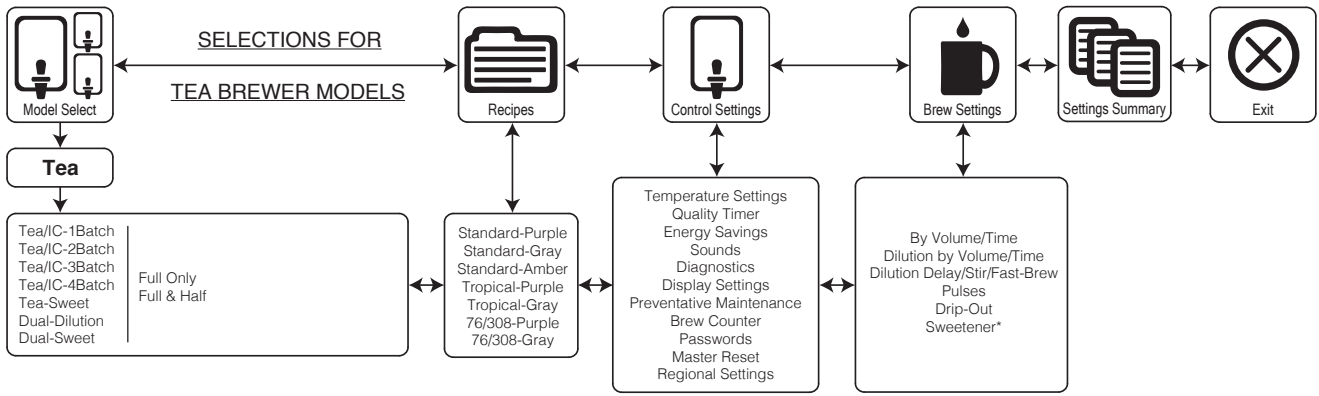 SELECTIONS FOR
TEA BREWER MODELS
Model Select
Recipes
Control Settings
Brew Settings
Settings Summary
Exit
Tea
Tea/IC-1Batch
Tea/IC-2Batch
Tea/IC-3Batch
Tea/IC-4Batch
Tea-Sweet
Dual-Dilution
Dual-Sweet
Full Only
Full & Half
Standard-Purple
Standard-Gray
Standard-Amber
Tropical-Purple
Tropical-Gray
76/308-Purple
76/308-Gray
Temperature Settings
Quality Timer
Energy Savings
Sounds
Diagnostics
Display Settings
Preventative Maintenance
Brew Counter
Passwords
Master Reset
Regional Settings
By Volume/Time
Dilution by Volume/Time
Dilution Delay/Stir/Fast-Brew
Pulses
Drip-Out
Sweetener*